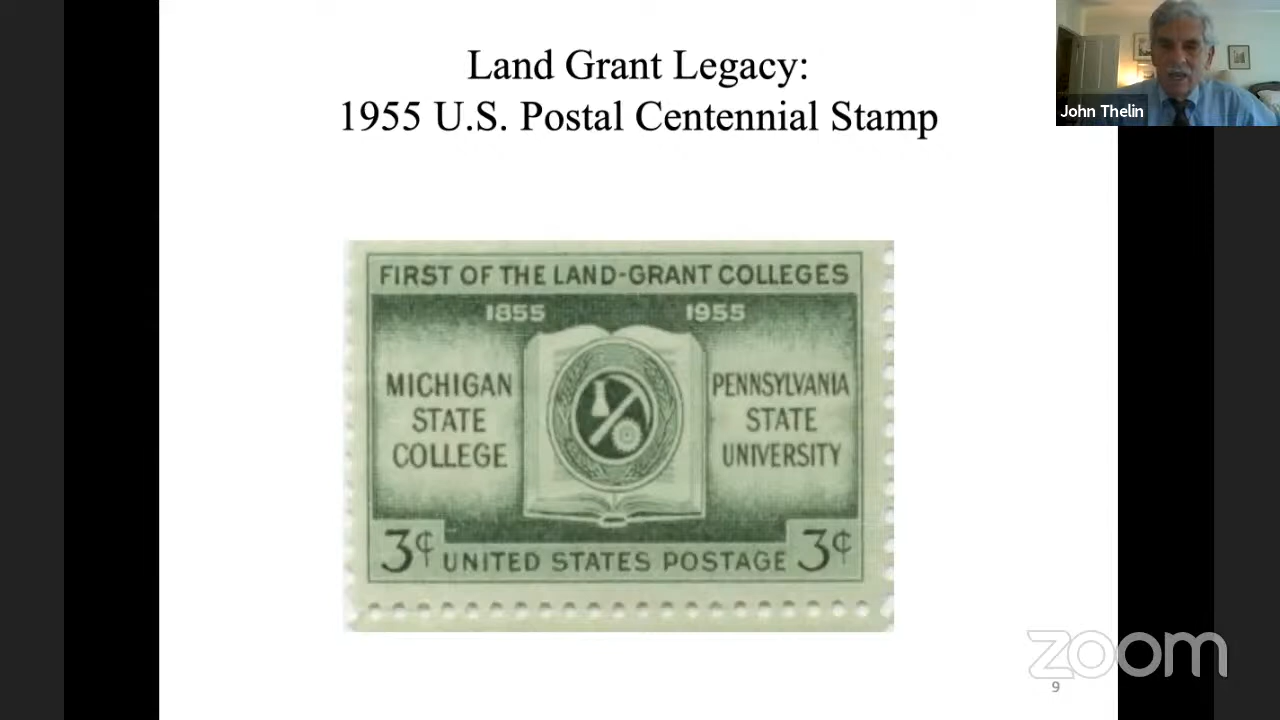 Land Grant Legacy:
1955 U.S. Postal Centennial Stamp
John Thelin
FIRST OF THE LAND-GRANT COLLEGES
1855 1955
MICHIGAN
STATE
COLLEGE
PENNSYLVANIA
STATE
UNIVERSITY
3¢ UNITED STATES POSTAGE 3¢
zoom
9